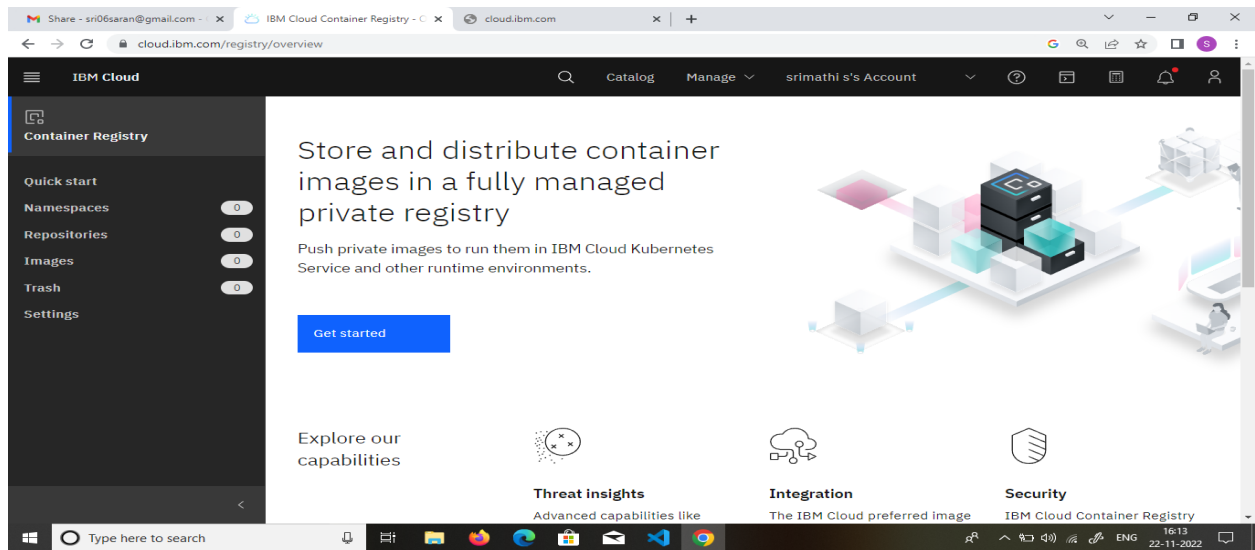 Share - sri06saran@gmail.com -
IBM Cloud Container Registry - C
cloud.ibm.com
cloud.ibm.com/registry/overview
G
S
IBM Cloud
Catalog
Manage
srimathi s's Account
Container Registry
Quick start
Namespaces 0
Repositories 0
Images 0
Trash 0
Settings
Store and distribute container
images in a fully managed
private registry
Push private images to run them in IBM Cloud Kubernetes
Service and other runtime environments.
Get started
Explore our
capabilities
Threat insights
Advanced capabilities like
Integration
The IBM Cloud preferred image
Security
IBM Cloud Container Registry
Type here to search
ENG
16:13
22-11-2022